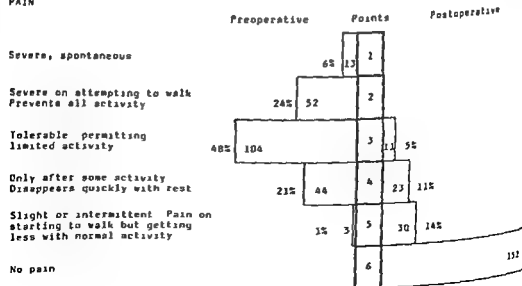 PAIN
Preoperative Points Postoperative
Severe, spontaneous
6% 13 1
Severe on attempting to walk
Prevents all activity
24% 52 2
Tolerable permitting
limited activity
48% 104 3 11 5%
Only after some activity
Disappears quickly with rest
21% 44 4 23 11%
Slight or intermittent Pain on
starting to walk but getting
less with normal activity
1% 3 5 30 14%
No pain
6 152